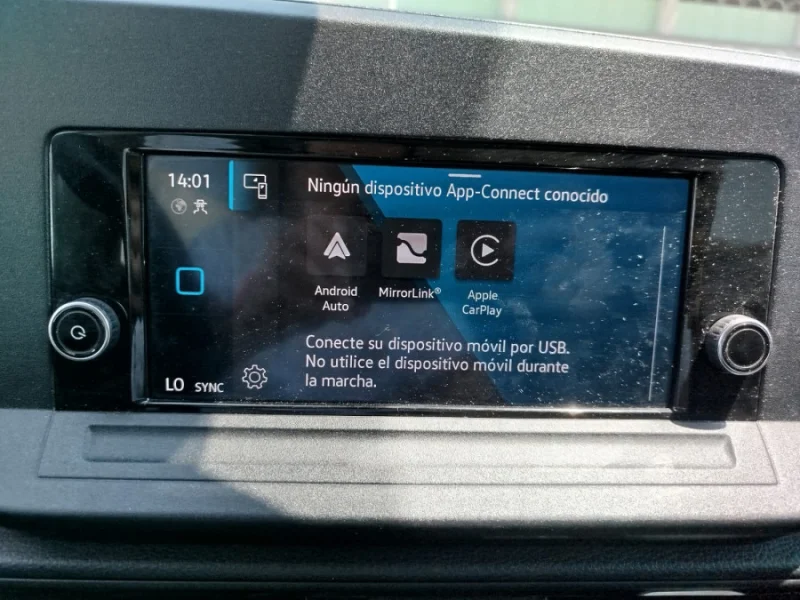 14:01
Ningún dispositivo App-Connect conocido
Android
Auto
MirrorLink®
Apple
CarPlay
Conecte su dispositivo móvil por USB.
No utilice el dispositivo móvil durante
la marcha.
LO SYNC